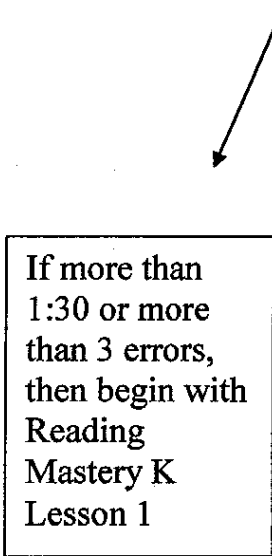 If more than
1:30 or more
than 3 errors,
then begin with
Reading
Mastery K
Lesson 1